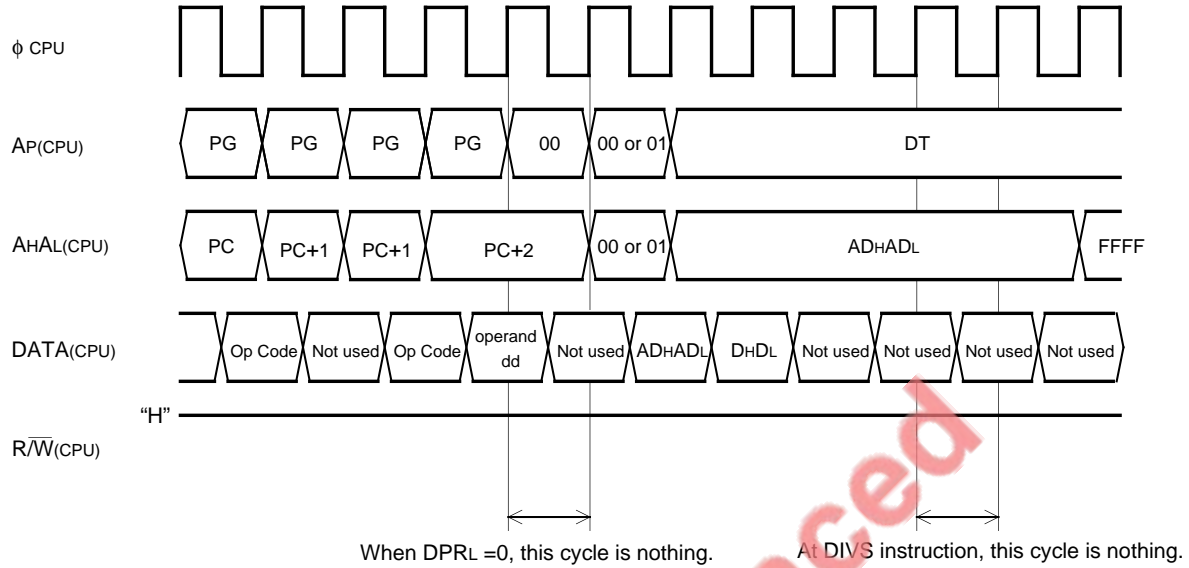 ϕ CPU
AP(CPU)
PG PG PG PG 00 00 or 01 DT
AHAL(CPU)
PC PC+1 PC+1 PC+2 00 or 01 ADHADL FFFF
DATA(CPU)
Op Code Not used Op Code operand dd Not used ADHADL DHDL Not used Not used Not used Not used
“H”
R/W̅(CPU)
When DPRL =0, this cycle is nothing.
At DIVS instruction, this cycle is nothing.
nced